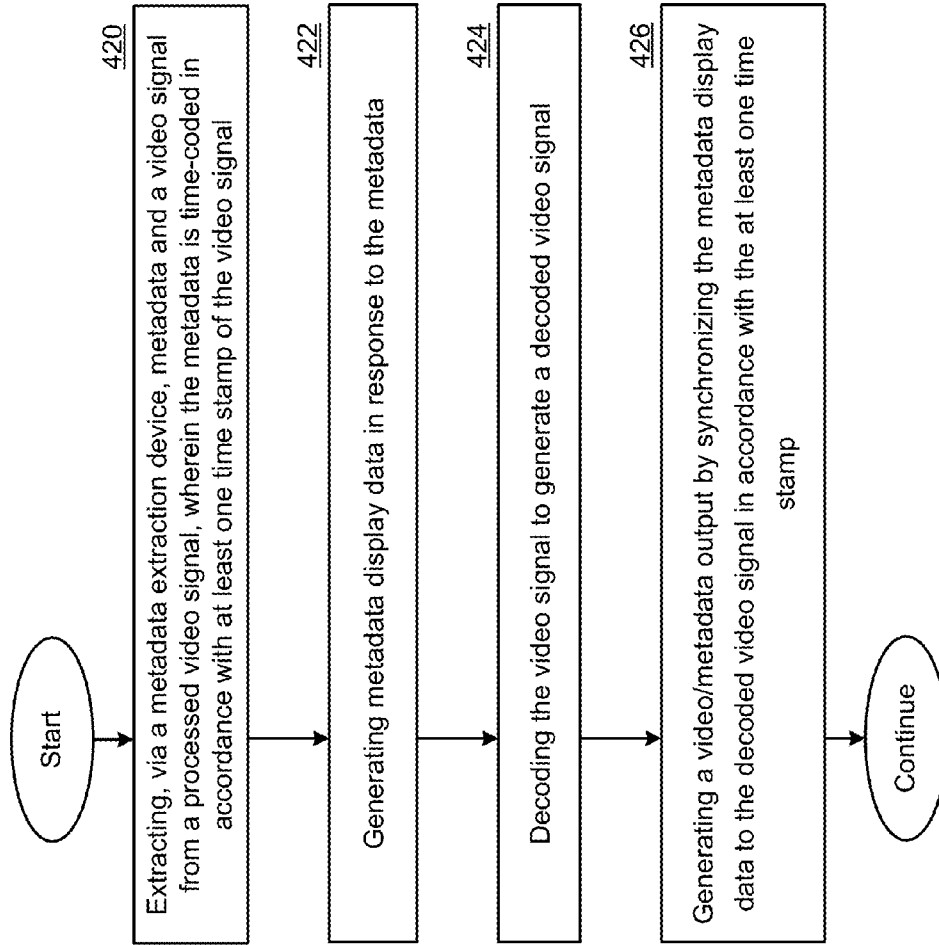 Start
420
Extracting, via a metadata extraction device, metadata and a video signal
from a processed video signal, wherein the metadata is time-coded in
accordance with at least one time stamp of the video signal
422
Generating metadata display data in response to the metadata
424
Decoding the video signal to generate a decoded video signal
426
Generating a video/metadata output by synchronizing the metadata display
data to the decoded video signal in accordance with the at least one time
stamp
Continue